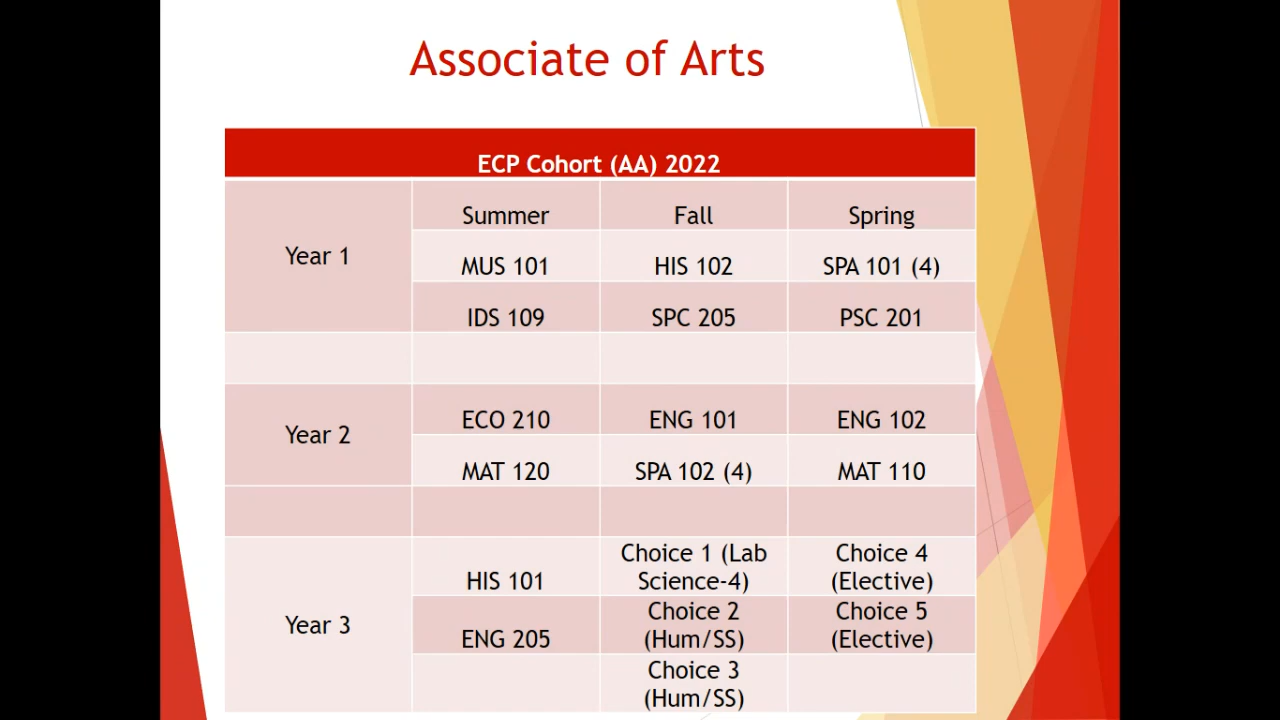 Associate of Arts
ECP Cohort (AA) 2022
Year 1
Summer
Fall
Spring
MUS 101
HIS 102
SPA 101 (4)
IDS 109
SPC 205
PSC 201
Year 2
ECO 210
ENG 101
ENG 102
MAT 120
SPA 102 (4)
MAT 110
Year 3
HIS 101
Choice 1 (Lab
Science-4)
Choice 4
(Elective)
ENG 205
Choice 2
(Hum/SS)
Choice 5
(Elective)
Choice 3
(Hum/SS)